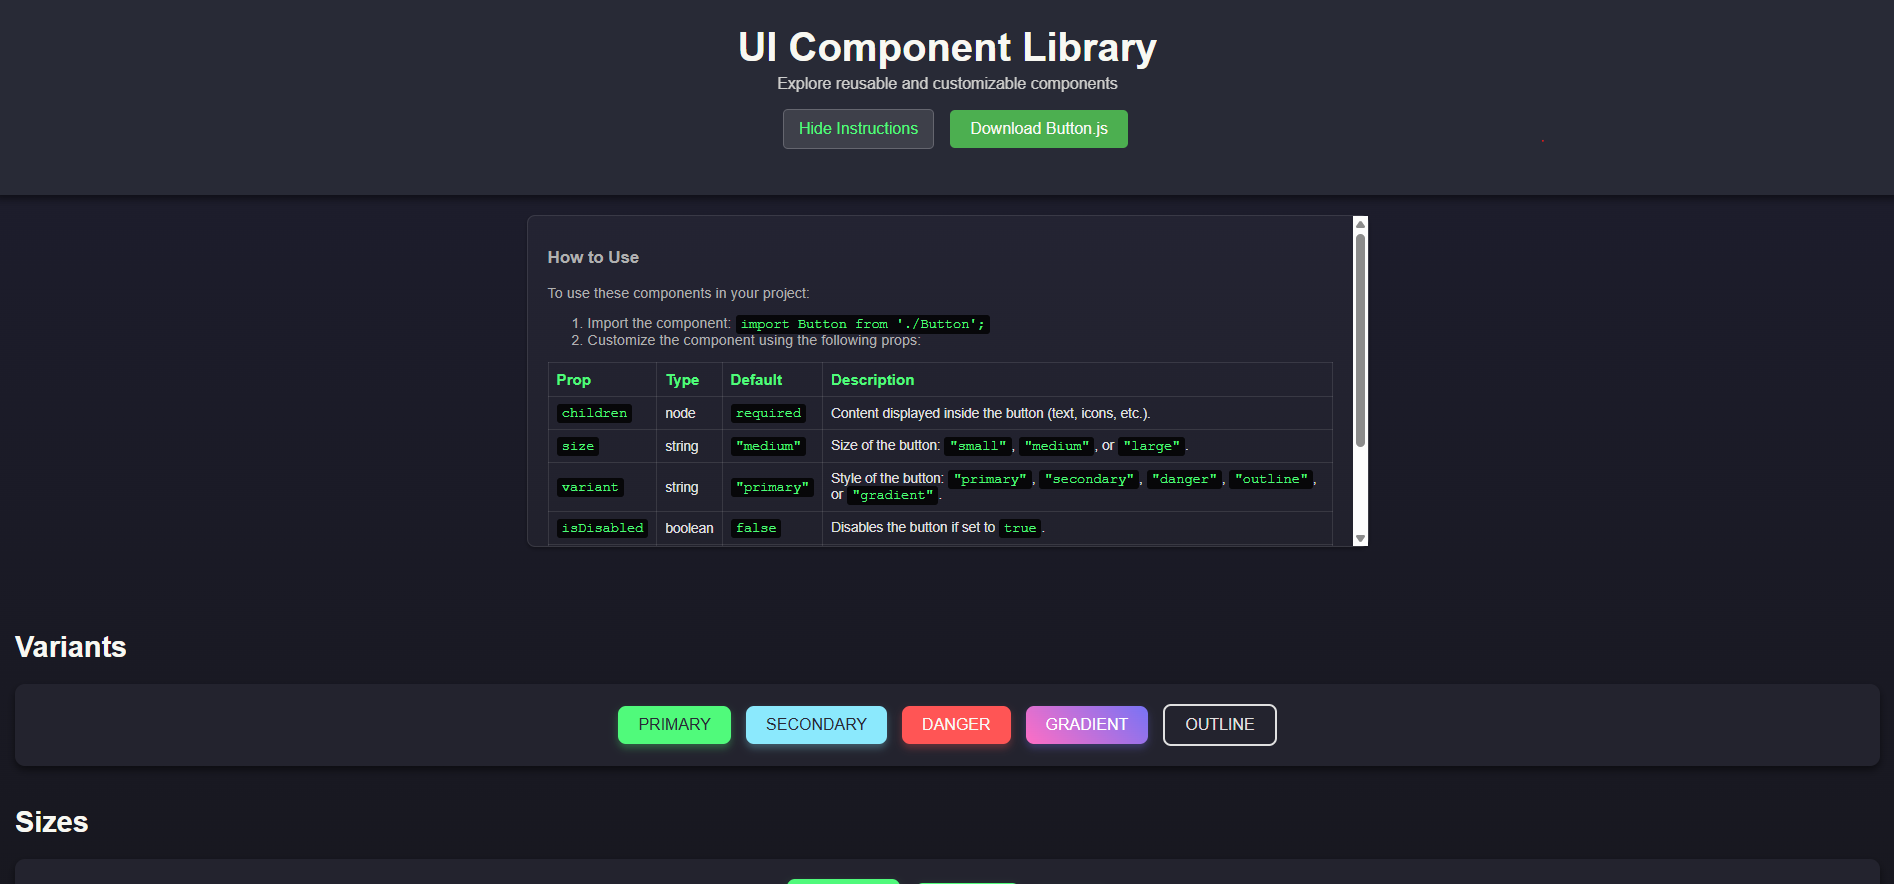 UI Component Library
Explore reusable and customizable components
Hide Instructions
Download Button.js
How to Use
To use these components in your project:
1. Import the component: import Button from './Button';
2. Customize the component using the following props:
Prop Type Default Description
children node required Content displayed inside the button (text, icons, etc.).
size string "medium" Size of the button: "small", "medium", or "large".
variant string "primary" Style of the button: "primary", "secondary", "danger", "outline",
or "gradient".
isDisabled boolean false Disables the button if set to true.
Variants
PRIMARY SECONDARY DANGER GRADIENT OUTLINE
Sizes